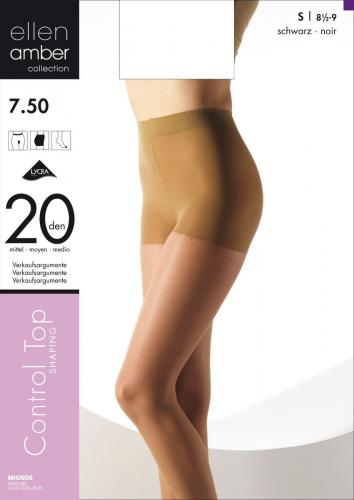 ellen
amber
collection
S | 8½-9
schwarz · noir
7.50
LYCRA
20 den
mittel · moyen · medio
Verkaufsargumente
Verkaufsargumente
Verkaufsargumente
Control Top
SHAPING
MIGROS